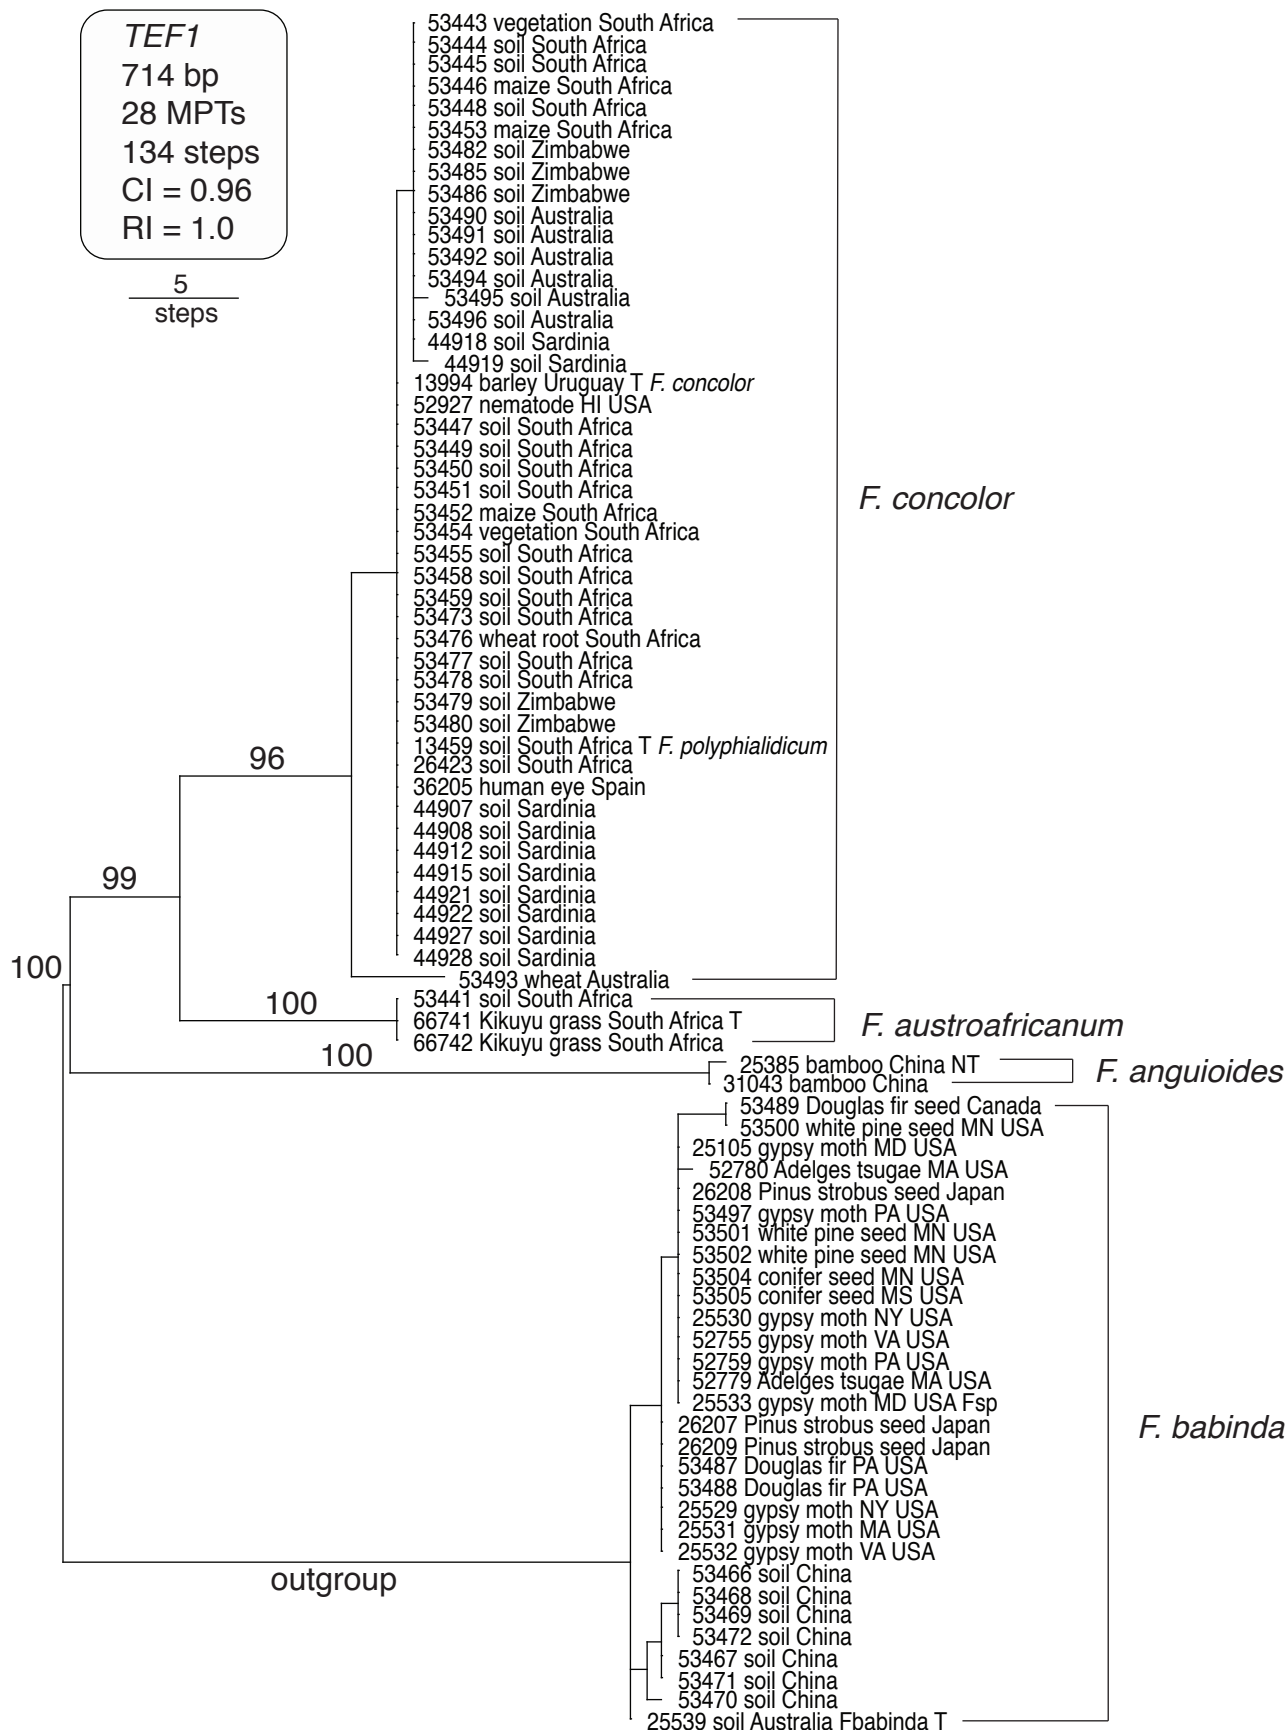 TEF1
714 bp
28 MPTs
134 steps
CI = 0.96
RI = 1.0
5
steps
53443 vegetation South Africa
53444 soil South Africa
53445 soil South Africa
53446 maize South Africa
53448 soil South Africa
53453 maize South Africa
53482 soil Zimbabwe
53485 soil Zimbabwe
53486 soil Zimbabwe
53490 soil Australia
53491 soil Australia
53492 soil Australia
53494 soil Australia
53495 soil Australia
53496 soil Australia
44918 soil Sardinia
44919 soil Sardinia
13994 barley Uruguay T F. concolor
52927 nematode HI USA
53447 soil South Africa
53449 soil South Africa
53450 soil South Africa
53451 soil South Africa
53452 maize South Africa
53454 vegetation South Africa
53455 soil South Africa
53458 soil South Africa
53459 soil South Africa
53473 soil South Africa
53476 wheat root South Africa
53477 soil South Africa
53478 soil South Africa
53479 soil Zimbabwe
53480 soil Zimbabwe
13459 soil South Africa T F. polyphialidicum
26423 soil South Africa
36205 human eye Spain
44907 soil Sardinia
44908 soil Sardinia
44912 soil Sardinia
44915 soil Sardinia
44921 soil Sardinia
44922 soil Sardinia
44927 soil Sardinia
44928 soil Sardinia
53493 wheat Australia
F. concolor
96
99
100
100
53441 soil South Africa
66741 Kikuyu grass South Africa T
66742 Kikuyu grass South Africa
F. austroafricanum
100
25385 bamboo China NT
31043 bamboo China
F. anguioides
53489 Douglas fir seed Canada
53500 white pine seed MN USA
25105 gypsy moth MD USA
52780 Adelges tsugae MA USA
26208 Pinus strobus seed Japan
53497 gypsy moth PA USA
53501 white pine seed MN USA
53502 white pine seed MN USA
53504 conifer seed MN USA
53505 conifer seed MS USA
25530 gypsy moth NY USA
52755 gypsy moth VA USA
52759 gypsy moth PA USA
52779 Adelges tsugae MA USA
25533 gypsy moth MD USA Fsp
26207 Pinus strobus seed Japan
26209 Pinus strobus seed Japan
53487 Douglas fir PA USA
53488 Douglas fir PA USA
25529 gypsy moth NY USA
25531 gypsy moth MA USA
25532 gypsy moth VA USA
53466 soil China
53468 soil China
53469 soil China
53472 soil China
53467 soil China
53471 soil China
53470 soil China
25539 soil Australia Fbabinda T
F. babinda
outgroup